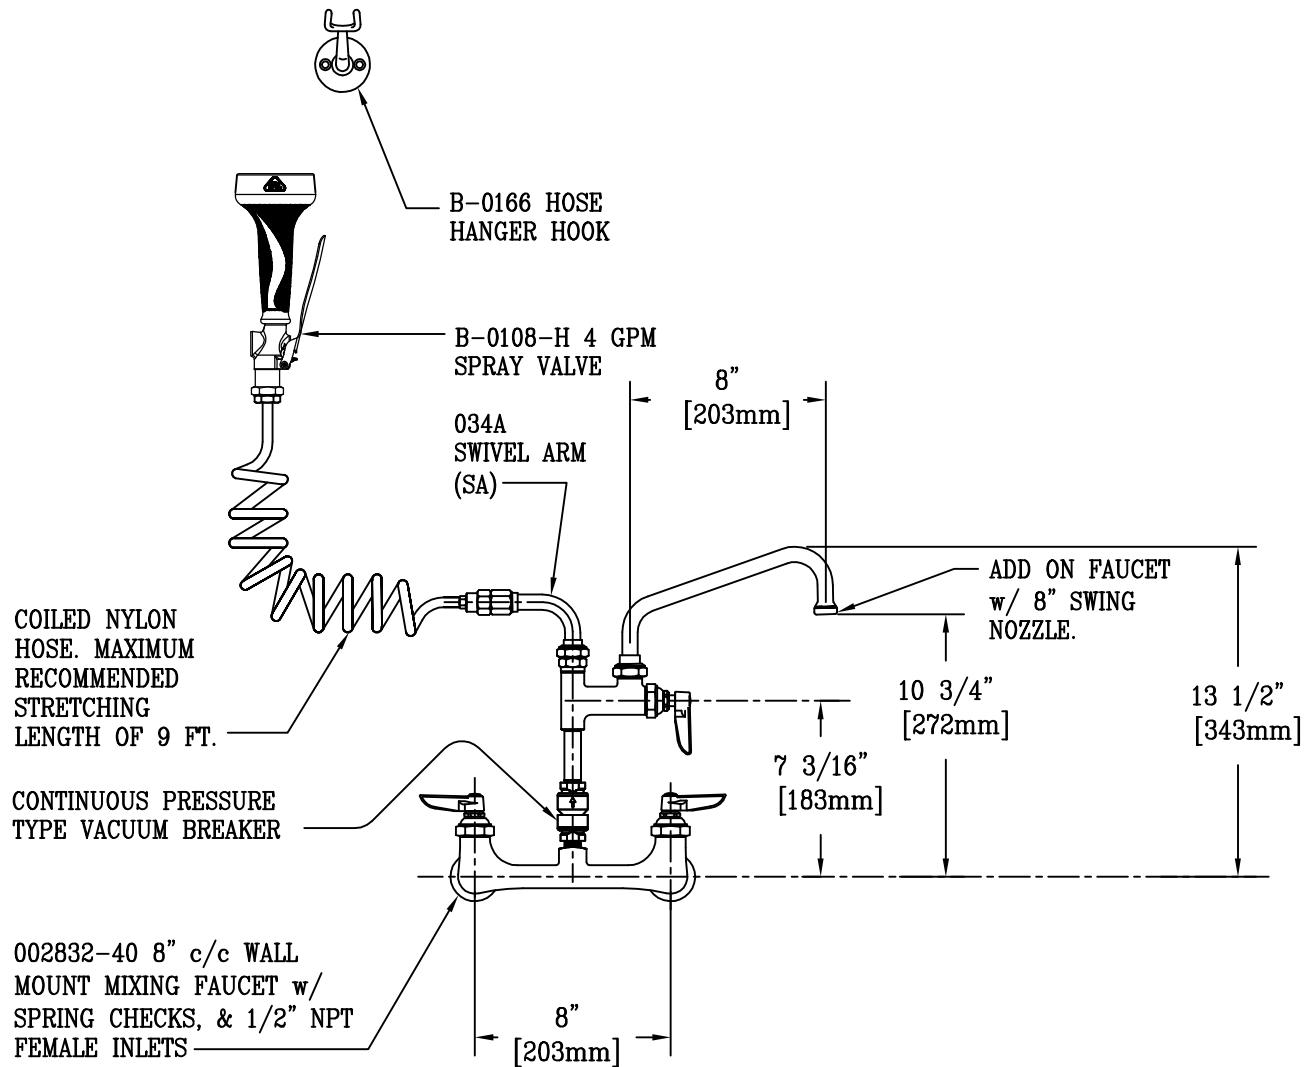 B-0166 HOSE
HANGER HOOK
B-0108-H 4 GPM
SPRAY VALVE
8"
[203mm]
034A
SWIVEL ARM
(SA)
ADD ON FAUCET
w/ 8" SWING
NOZZLE.
COILED NYLON
HOSE. MAXIMUM
RECOMMENDED
STRETCHING
LENGTH OF 9 FT.
10 3/4"
[272mm]
13 1/2"
[343mm]
7 3/16"
[183mm]
CONTINUOUS PRESSURE
TYPE VACUUM BREAKER
002832-40 8" c/c WALL
MOUNT MIXING FAUCET w/
SPRING CHECKS, & 1/2" NPT
FEMALE INLETS
8"
[203mm]